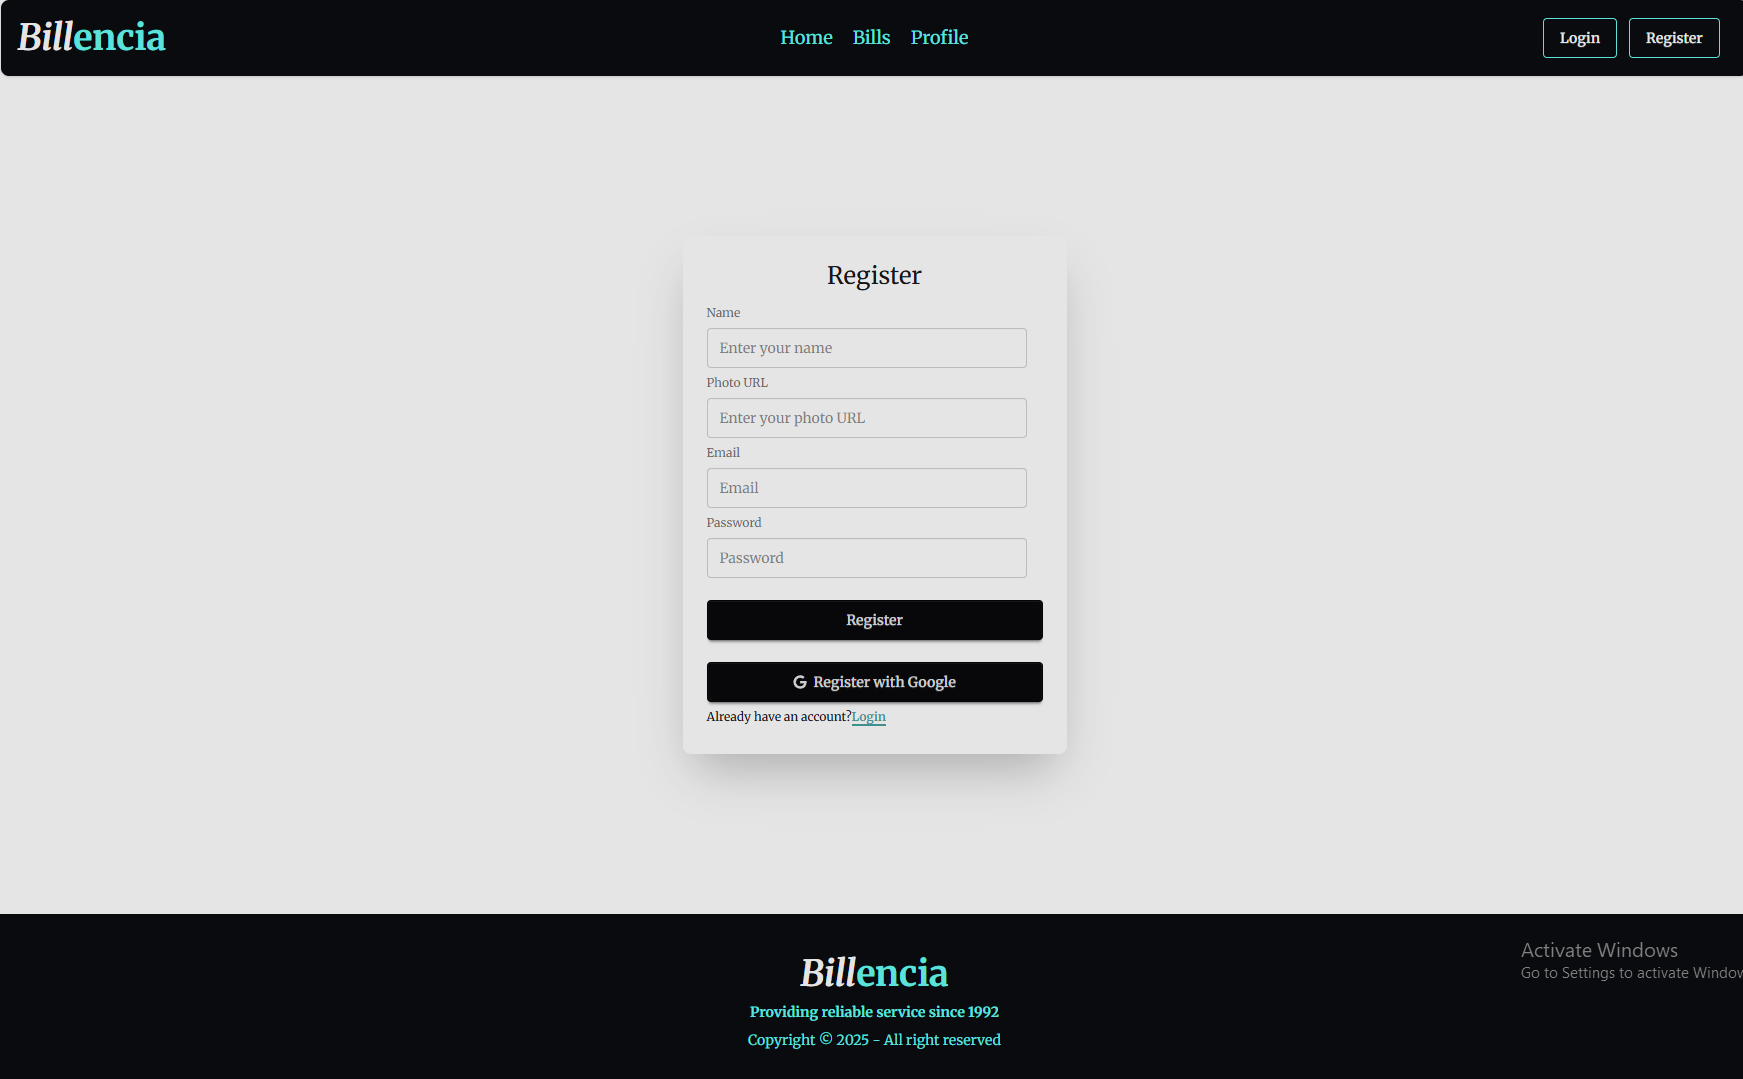 Billencia
Home Bills Profile
Login Register
Register
Name
Enter your name
Photo URL
Enter your photo URL
Email
Email
Password
Password
Register
G Register with Google
Already have an account?Login
Billencia
Providing reliable service since 1992
Copyright © 2025 - All right reserved
Activate Windows
Go to Settings to activate Window